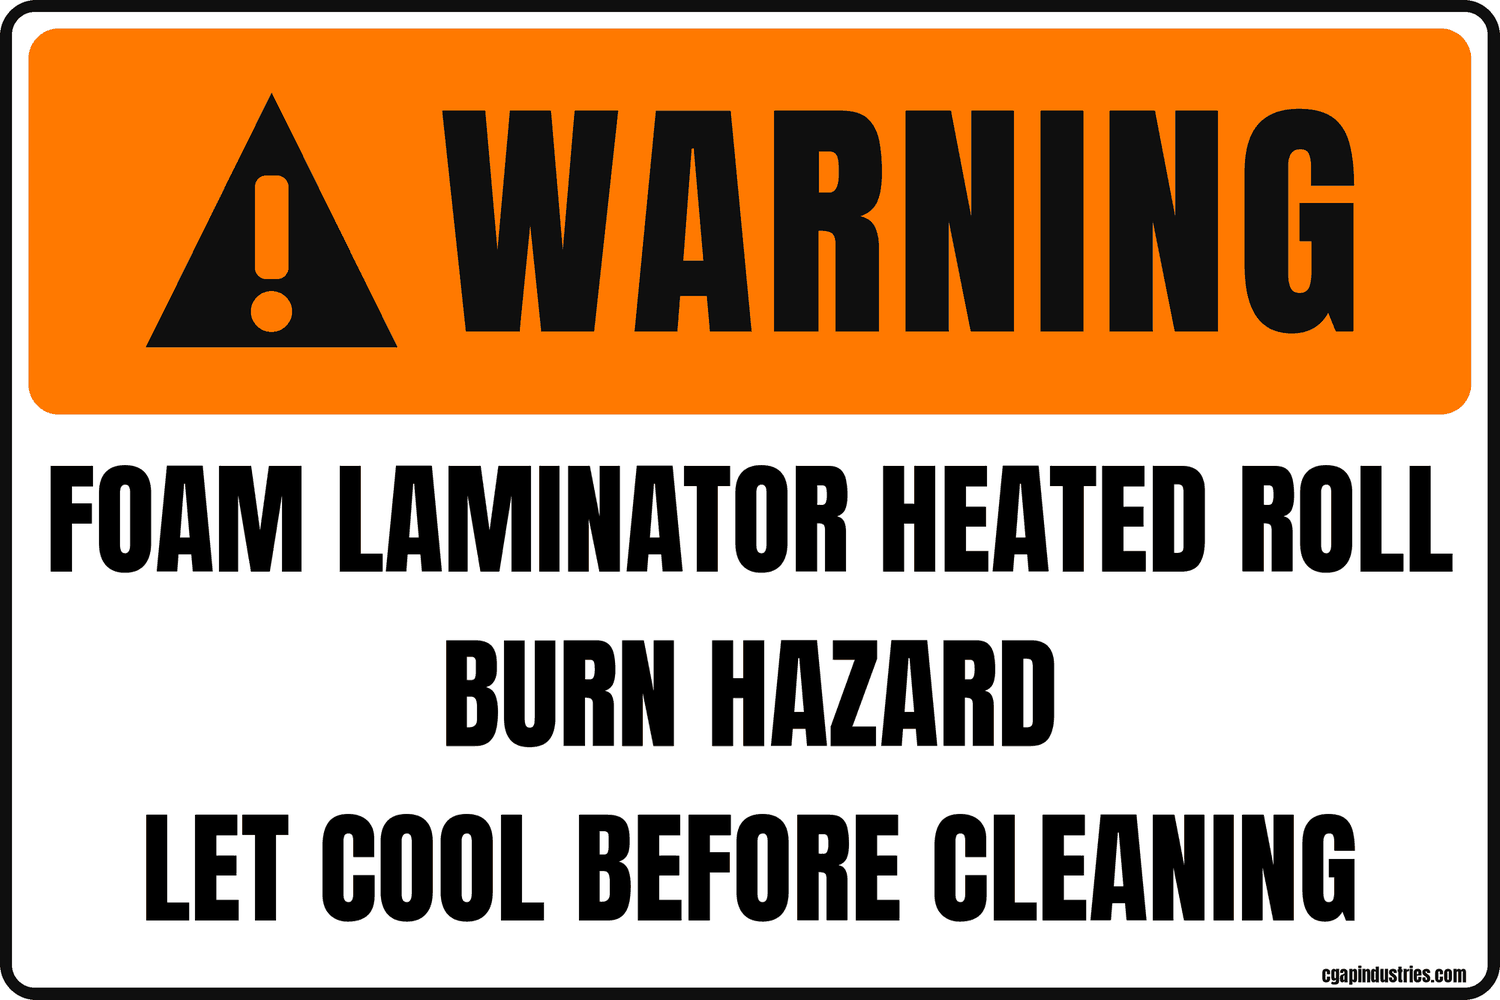 WARNING
FOAM LAMINATOR HEATED ROLL
BURN HAZARD
LET COOL BEFORE CLEANING
cgapindustries.com